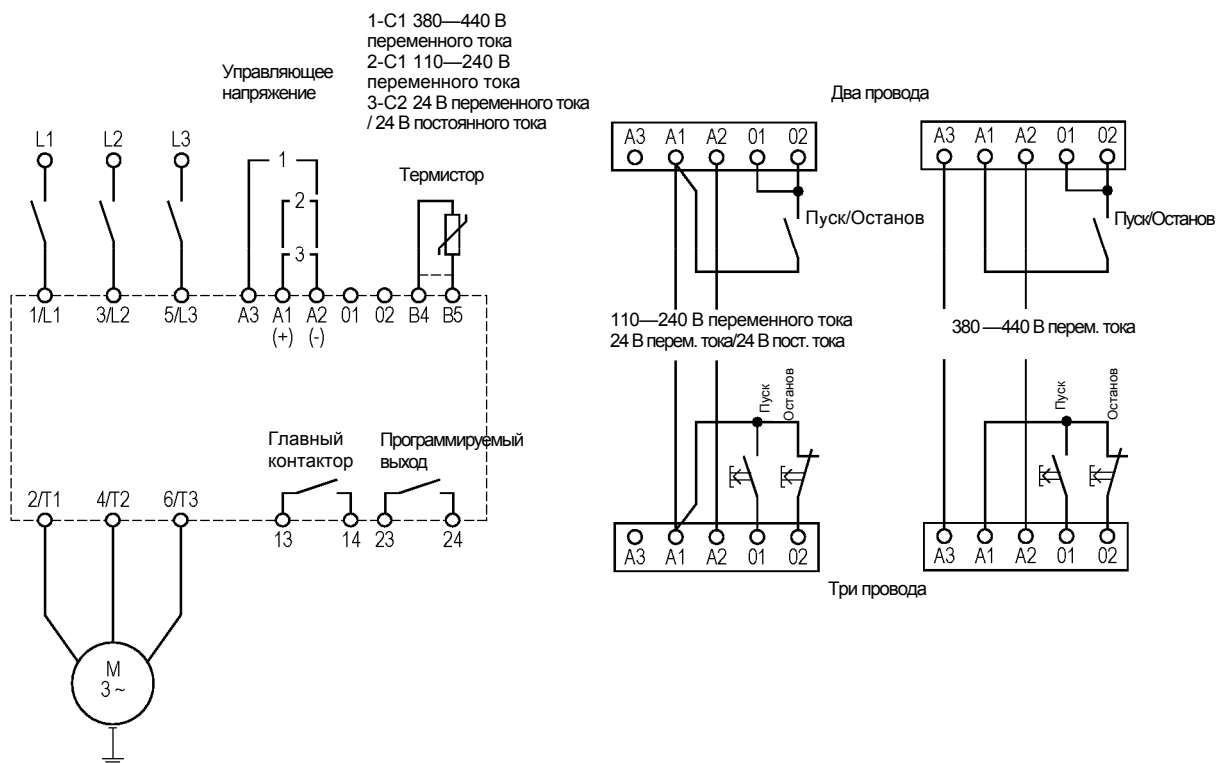 1-C1 380—440 В
переменного тока
2-C1 110—240 В
переменного тока
3-C2 24 В переменного тока
/ 24 В постоянного тока
Управляющее
напряжение
L1 L2 L3
1
2
3
Термистор
1/L1 3/L2 5/L3 A3 A1 A2 01 02 B4 B5
(+) (-)
Главный
контактор
Программируемый
выход
2/T1 4/T2 6/T3
13 14 23 24
M
3 ~
Два провода
A3 A1 A2 01 02
Пуск/Останов
A3 A1 A2 01 02
Пуск/Останов
110—240 В переменного тока
24 В перем. тока/24 В пост. тока
380 —440 В перем. тока
Пуск
Останов
Пуск
Останов
A3 A1 A2 01 02
A3 A1 A2 01 02
Три провода